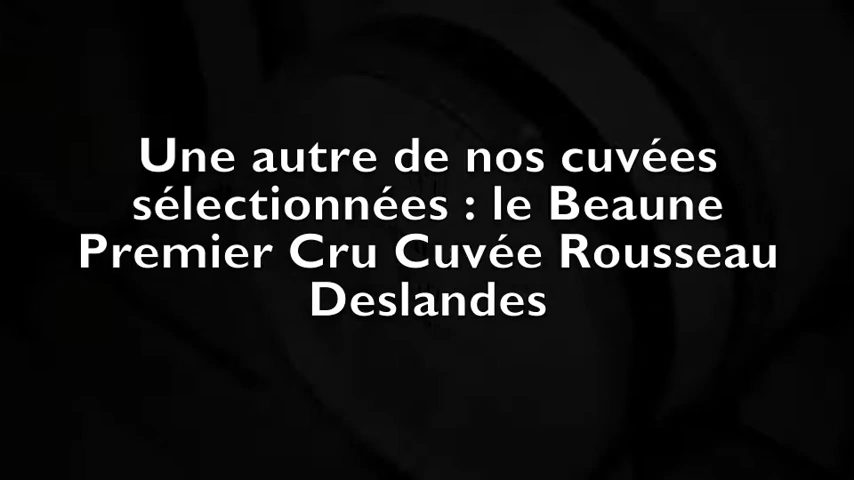 Une autre de nos cuvées
sélectionnées : le Beaune
Premier Cru Cuvée Rousseau
Deslandes